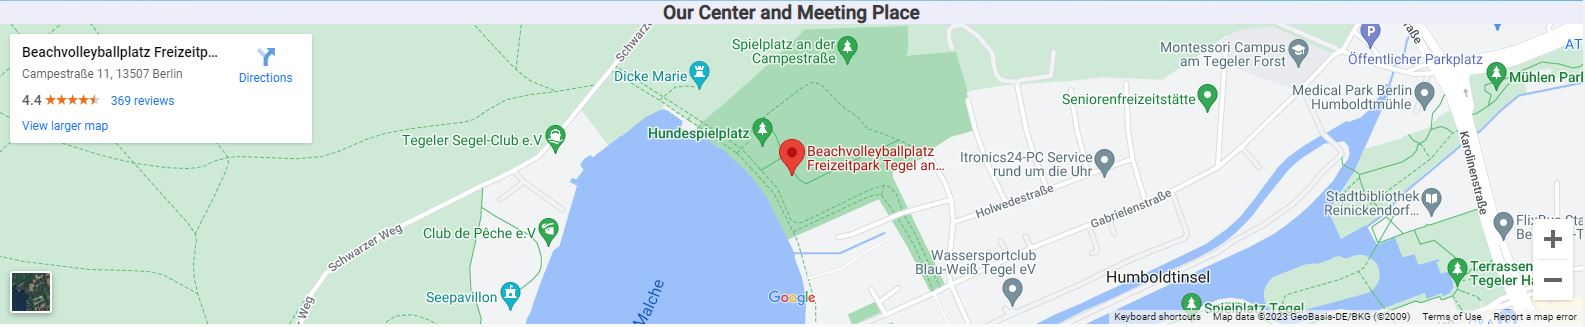 Our Center and Meeting Place
Beachvolleyballplatz Freizeitp...
Campestraße 11, 13507 Berlin
Directions
4.4
369 reviews
View larger map
Schwarz
Spielplatz an der
Campestraße
Dicke Marie
Hundespielplatz
Tegeler Segel-Club e.V
Beachvolleyballplatz
Freizeitpark Tegel an...
Montessori Campus
am Tegeler Forst
P
Öffentlicher Parkplatz
AT
Mühlen Parl
Medical Park Berlin
Humboldtmühle
Seniorenfreizeitstätte
Itronics24-PC Service
rund um die Uhr
Holwedestraße
Gabrielenstraße
Karolinenstraße
Stadtbibliothek
Reinickendorf...
Club de Pêche e.V
Schwarzer Weg
Seepavillon
Malche
Google
Wassersportclub
Blau-Weiß Tegel eV
Humboldtinsel
Terrassen
Tegeler Ha
Spielplatz Tegel
Keyboard shortcuts
Map data ©2023 GeoBasis-DE/BKG (©2009)
Terms of Use
Report a map error